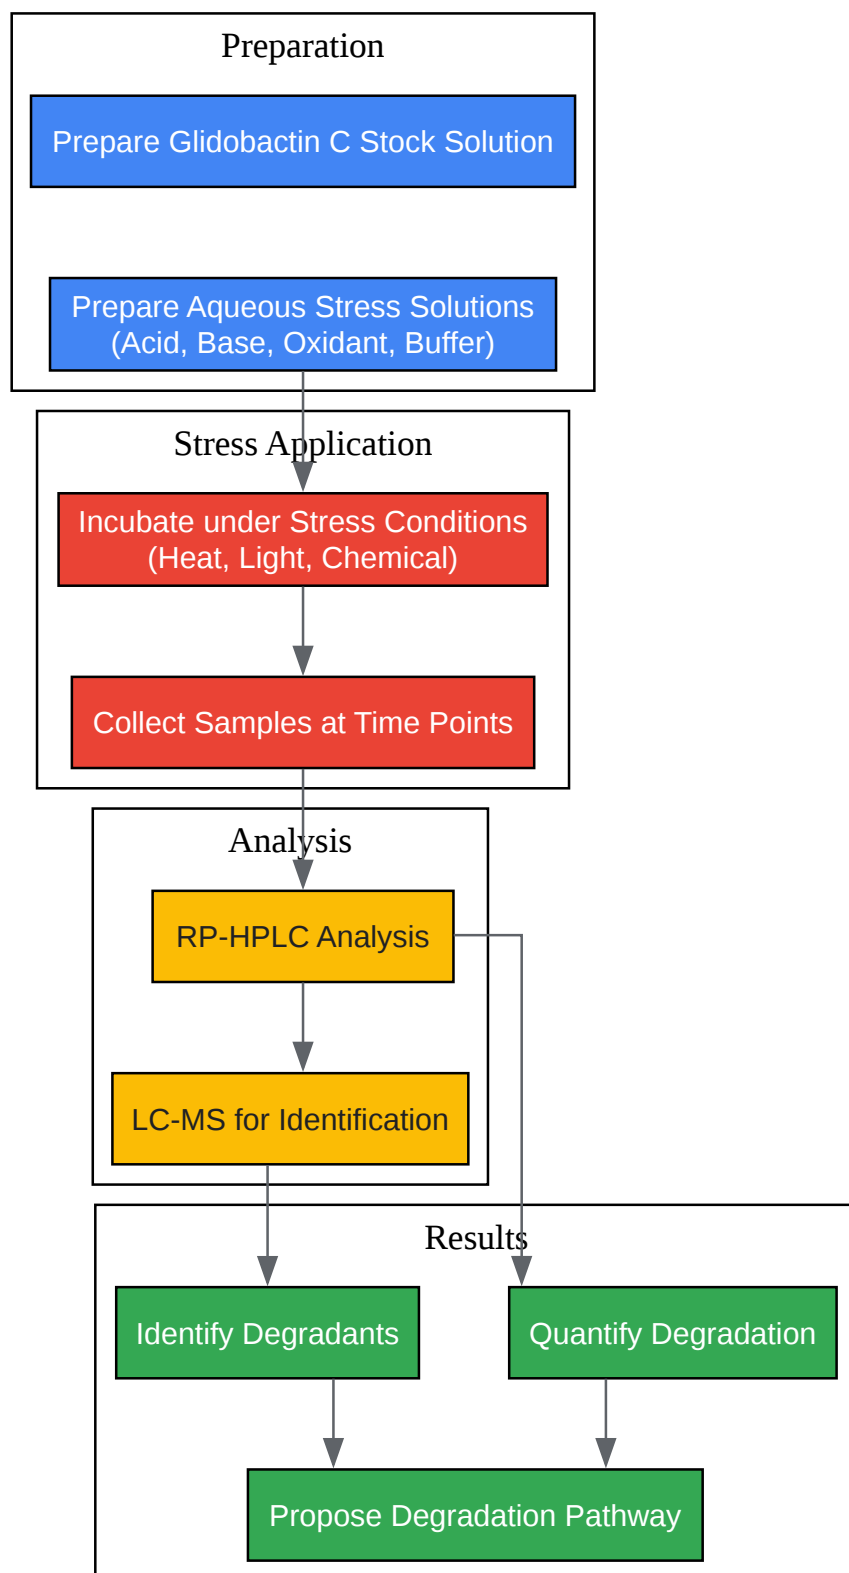 Preparation
Prepare Glidobactin C Stock Solution
Prepare Aqueous Stress Solutions
(Acid, Base, Oxidant, Buffer)
Stress Application
Incubate under Stress Conditions
(Heat, Light, Chemical)
Collect Samples at Time Points
Analysis
RP-HPLC Analysis
LC-MS for Identification
Results
Identify Degradants
Quantify Degradation
Propose Degradation Pathway